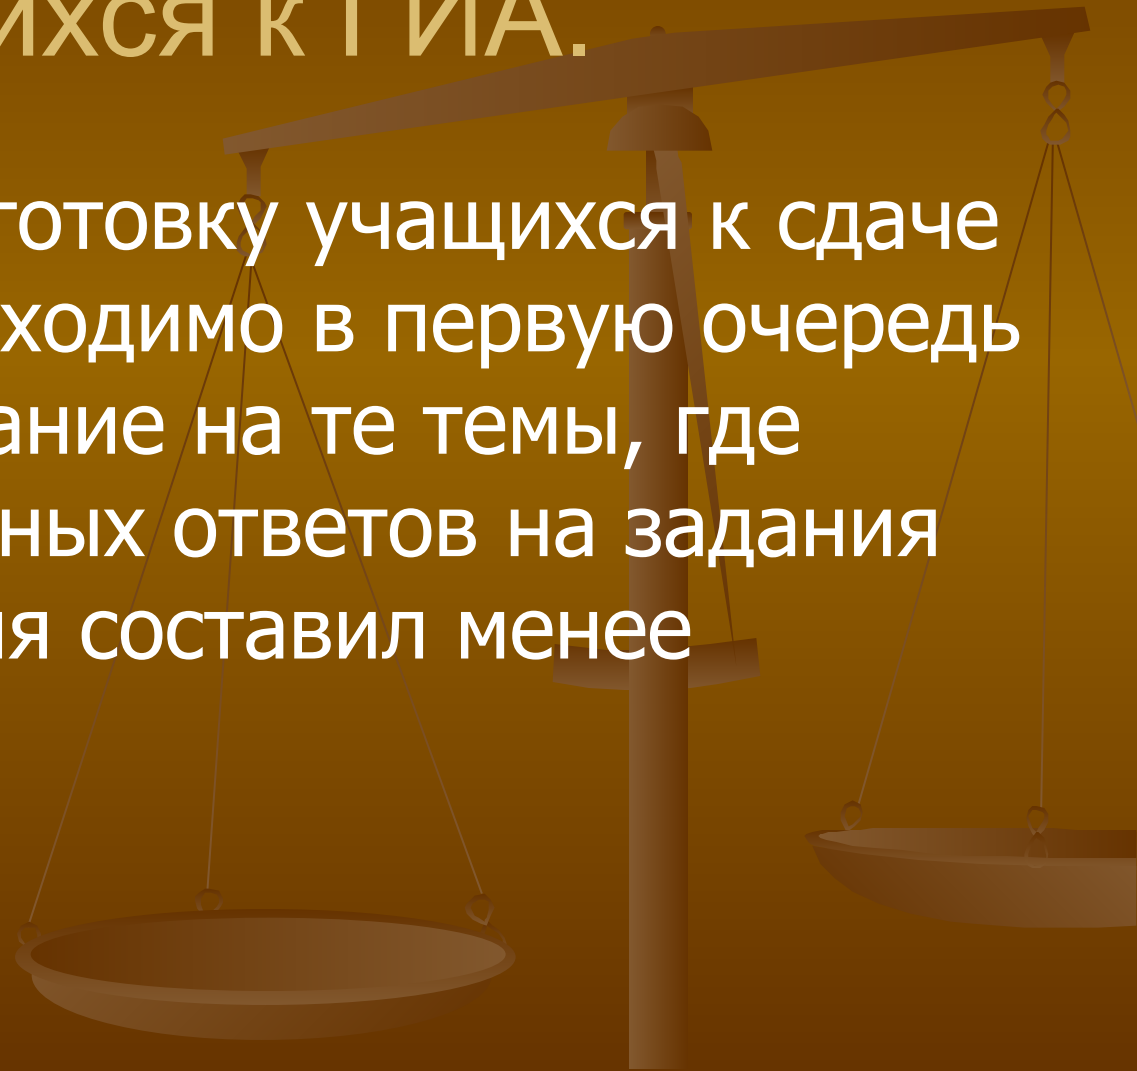 ихся к ГИА.
готовку учащихся к сдаче
ходимо в первую очередь
ание на те темы, где
ных ответов на задания
ия составил менее